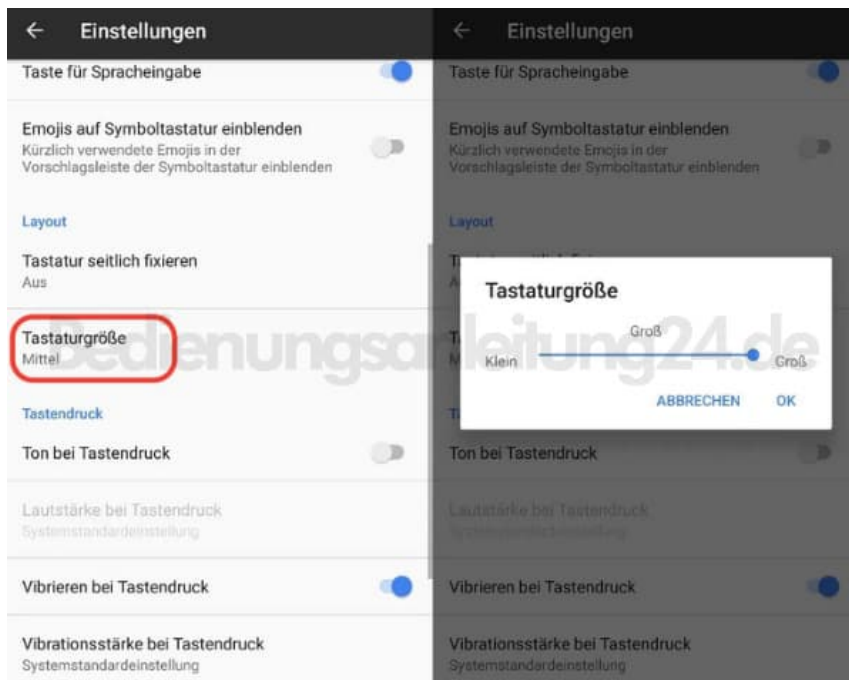 Einstellungen
Taste für Spracheingabe
Emojis auf Symboltastatur einblenden
Kürzlich verwendete Emojis in der
Vorschlagsleiste der Symboltastatur einblenden
Layout
Tastatur seitlich fixieren
Aus
Tastaturgröße
Mittel
Tastendruck
Ton bei Tastendruck
Lautstärke bei Tastendruck
Systemstandardeinstellung
Vibrieren bei Tastendruck
Vibrationsstärke bei Tastendruck
Systemstandardeinstellung
Einstellungen
Taste für Spracheingabe
Emojis auf Symboltastatur einblenden
Kürzlich verwendete Emojis in der
Vorschlagsleiste der Symboltastatur einblenden
Layout
Tastaturgröße
Groß
Klein
Groß
ABBRECHEN OK
Ton bei Tastendruck
Lautstärke bei Tastendruck
Systemstandardeinstellung
Vibrieren bei Tastendruck
Vibrationsstärke bei Tastendruck
Systemstandardeinstellung
Bedienungsanleitung24.de